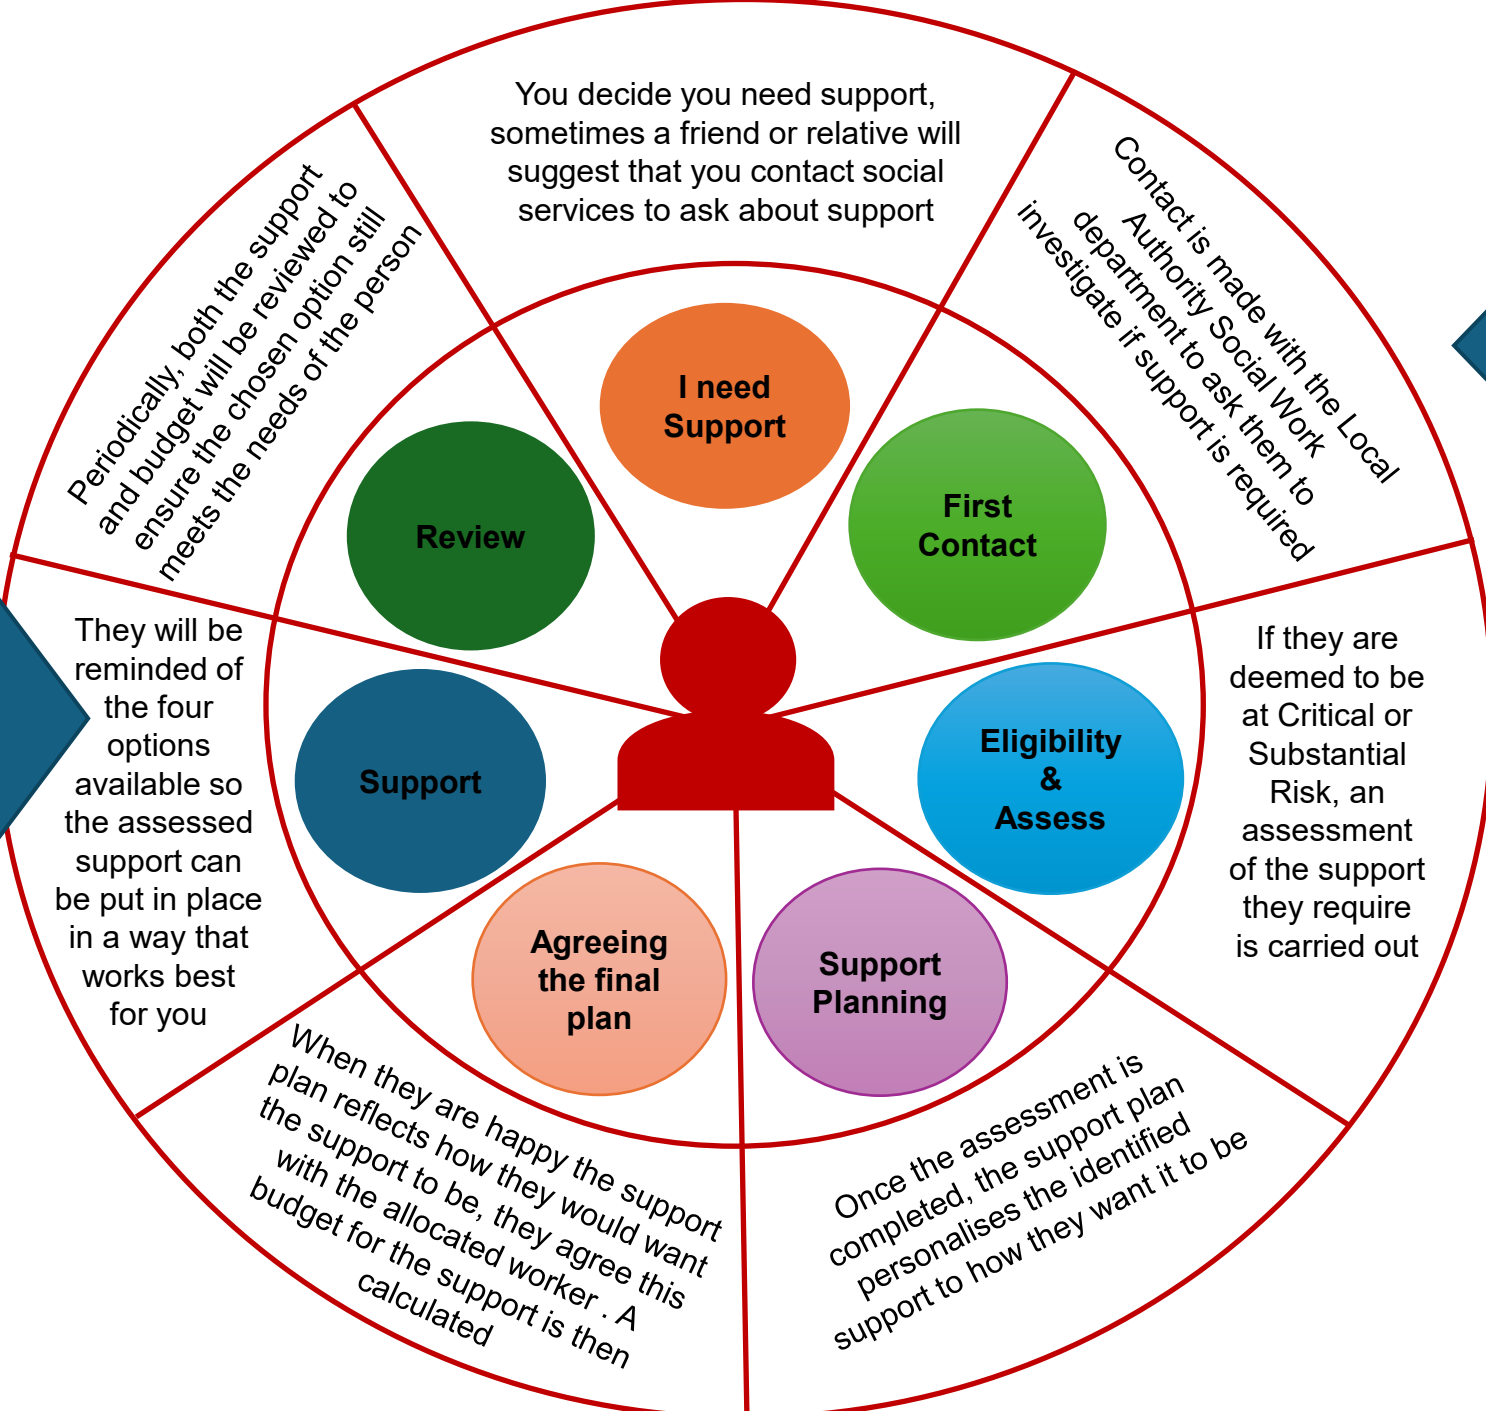 You decide you need support,
sometimes a friend or relative will
suggest that you contact social
services to ask about support
I need
Support
Contact is made with the Local
Authority Social Work
department to ask them to
investigate if support is required
First
Contact
If they are
deemed to be
at Critical or
Substantial
Risk, an
assessment
of the support
they require
is carried out
Eligibility
&
Assess
Once the assessment is
completed, the support plan
personalises the identified
support to how they want it to be
Support
Planning
When they are happy the support
plan reflects how they would want
the support to be, they agree this
with the allocated worker . A
budget for the support is then
calculated
Agreeing
the final
plan
They will be
reminded of
the four
options
available so
the assessed
support can
be put in place
in a way that
works best
for you
Support
Periodically, both the support
and budget will be reviewed to
ensure the chosen option still
meets the needs of the person
Review